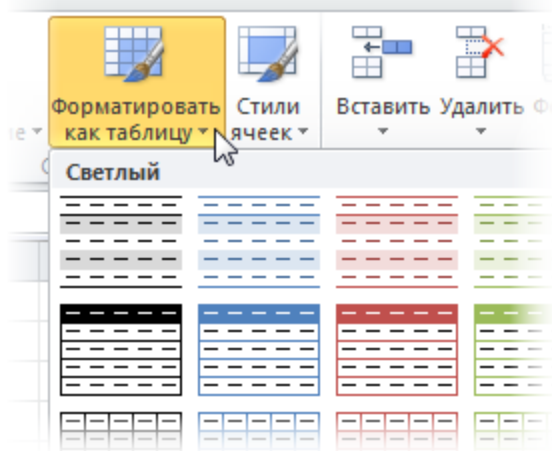 Форматировать
как таблицу
Стили
ячеек
Вставить
Удалить
Светлый